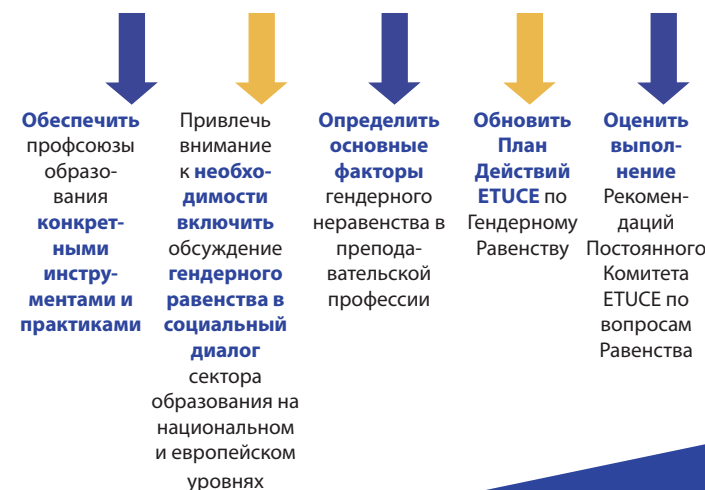 Обеспечить
профсоюзы
образо-
вания
конкрет-
ными
инстру-
ментами и
практиками
Привлечь
внимание
к необхо-
димости
включить
обсуждение
гендерного
равенства в
социальный
диалог
сектора
образования на
национальном
и европейском
уровнях
Определить
основные
факторы
гендерного
неравенства в
препода-
вательской
профессии
Обновить
План
Действий
ETUCE по
Гендерному
Равенству
Оценить
выпол-
нение
Рекомен-
даций
Постоянного
Комитета
ETUCE по
вопросам
Равенства